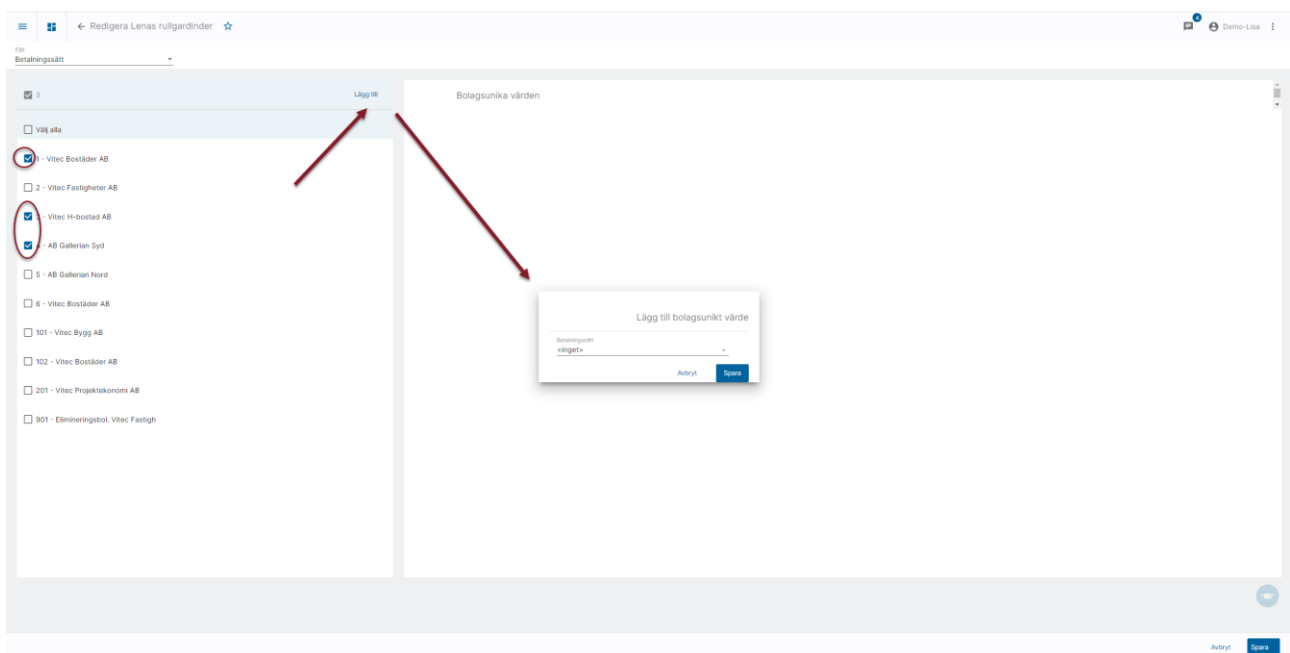 Redigera Lenas rullgardinder
4
Demo-Lisa
Fält
Betalningssätt
3
Lägg till
Bolagsunika värden
Välj alla
1 - Vitec Bostäder AB
2 - Vitec Fastigheter AB
- Vitec H-bostad AB
- AB Gallerian Syd
5 - AB Gallerian Nord
6 - Vitec Bostäder AB
101 - Vitec Bygg AB
102 - Vitec Bostäder AB
201 - Vitec Projektekonomi AB
901 - Elimineringsbol. Vitec Fastigh
Lägg till bolagsunikt värde
Betalningssätt
<inget>
Avbryt Spara
Avbryt Spara